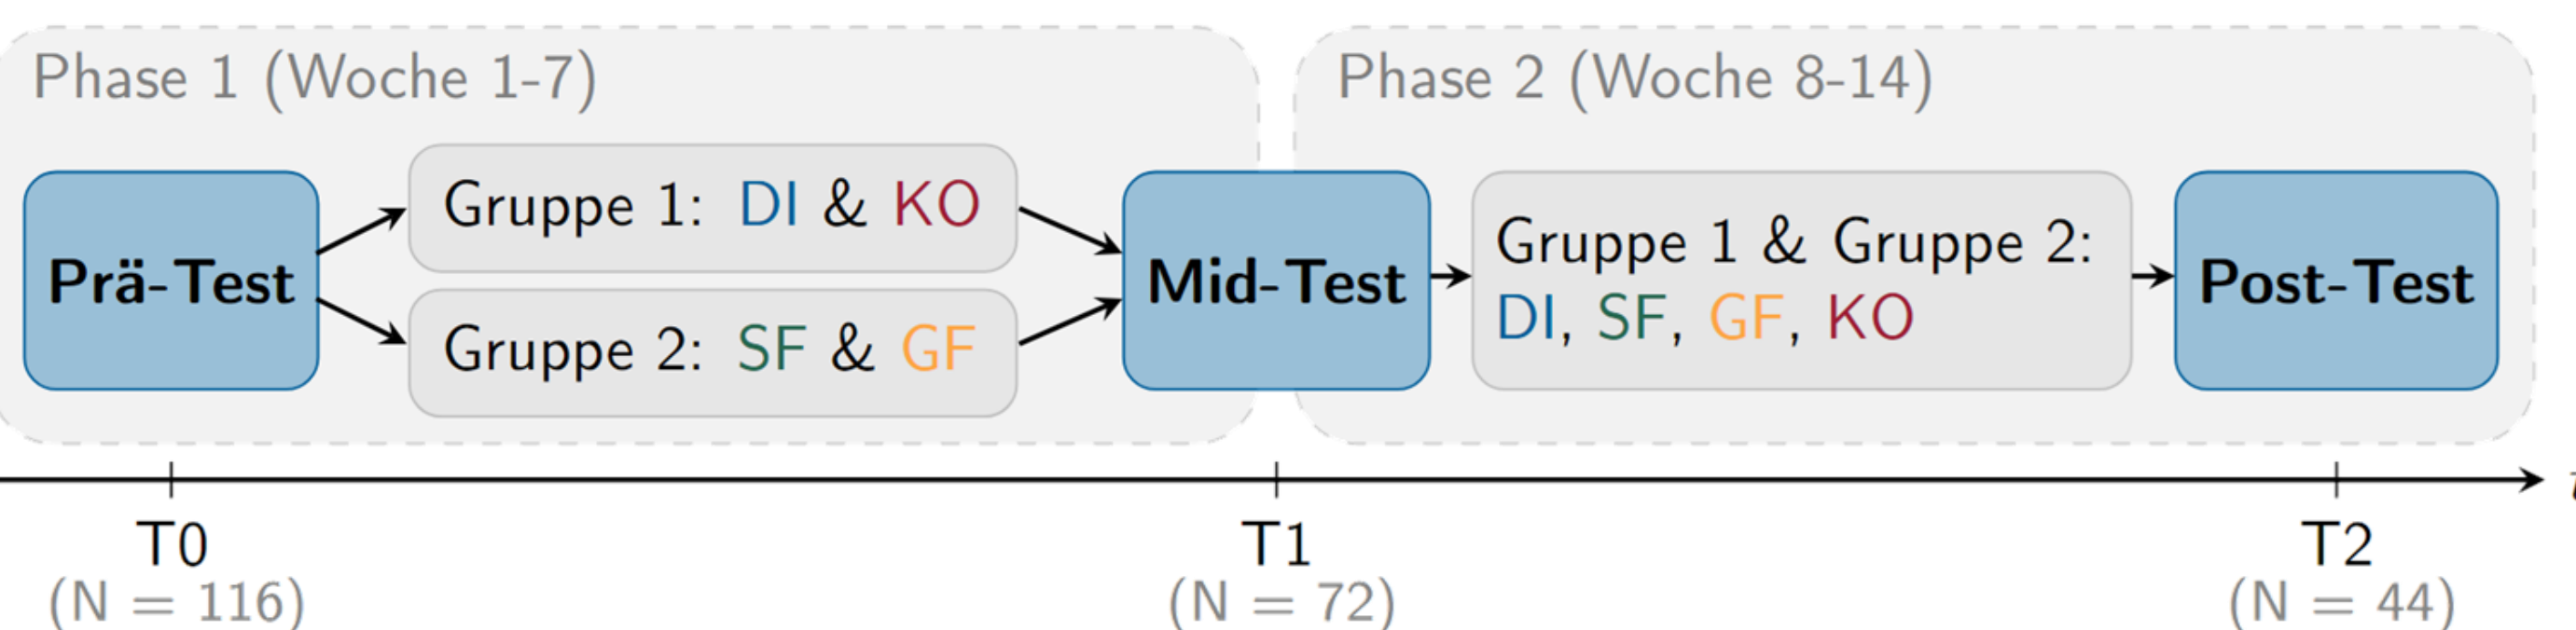 Phase 1 (Woche 1-7)
Phase 2 (Woche 8-14)
Prä-Test
Gruppe 1: DI & KO
Gruppe 2: SF & GF
Mid-Test
Gruppe 1 & Gruppe 2:
DI, SF, GF, KO
Post-Test
T0
(N = 116)
T1
(N = 72)
T2
(N = 44)